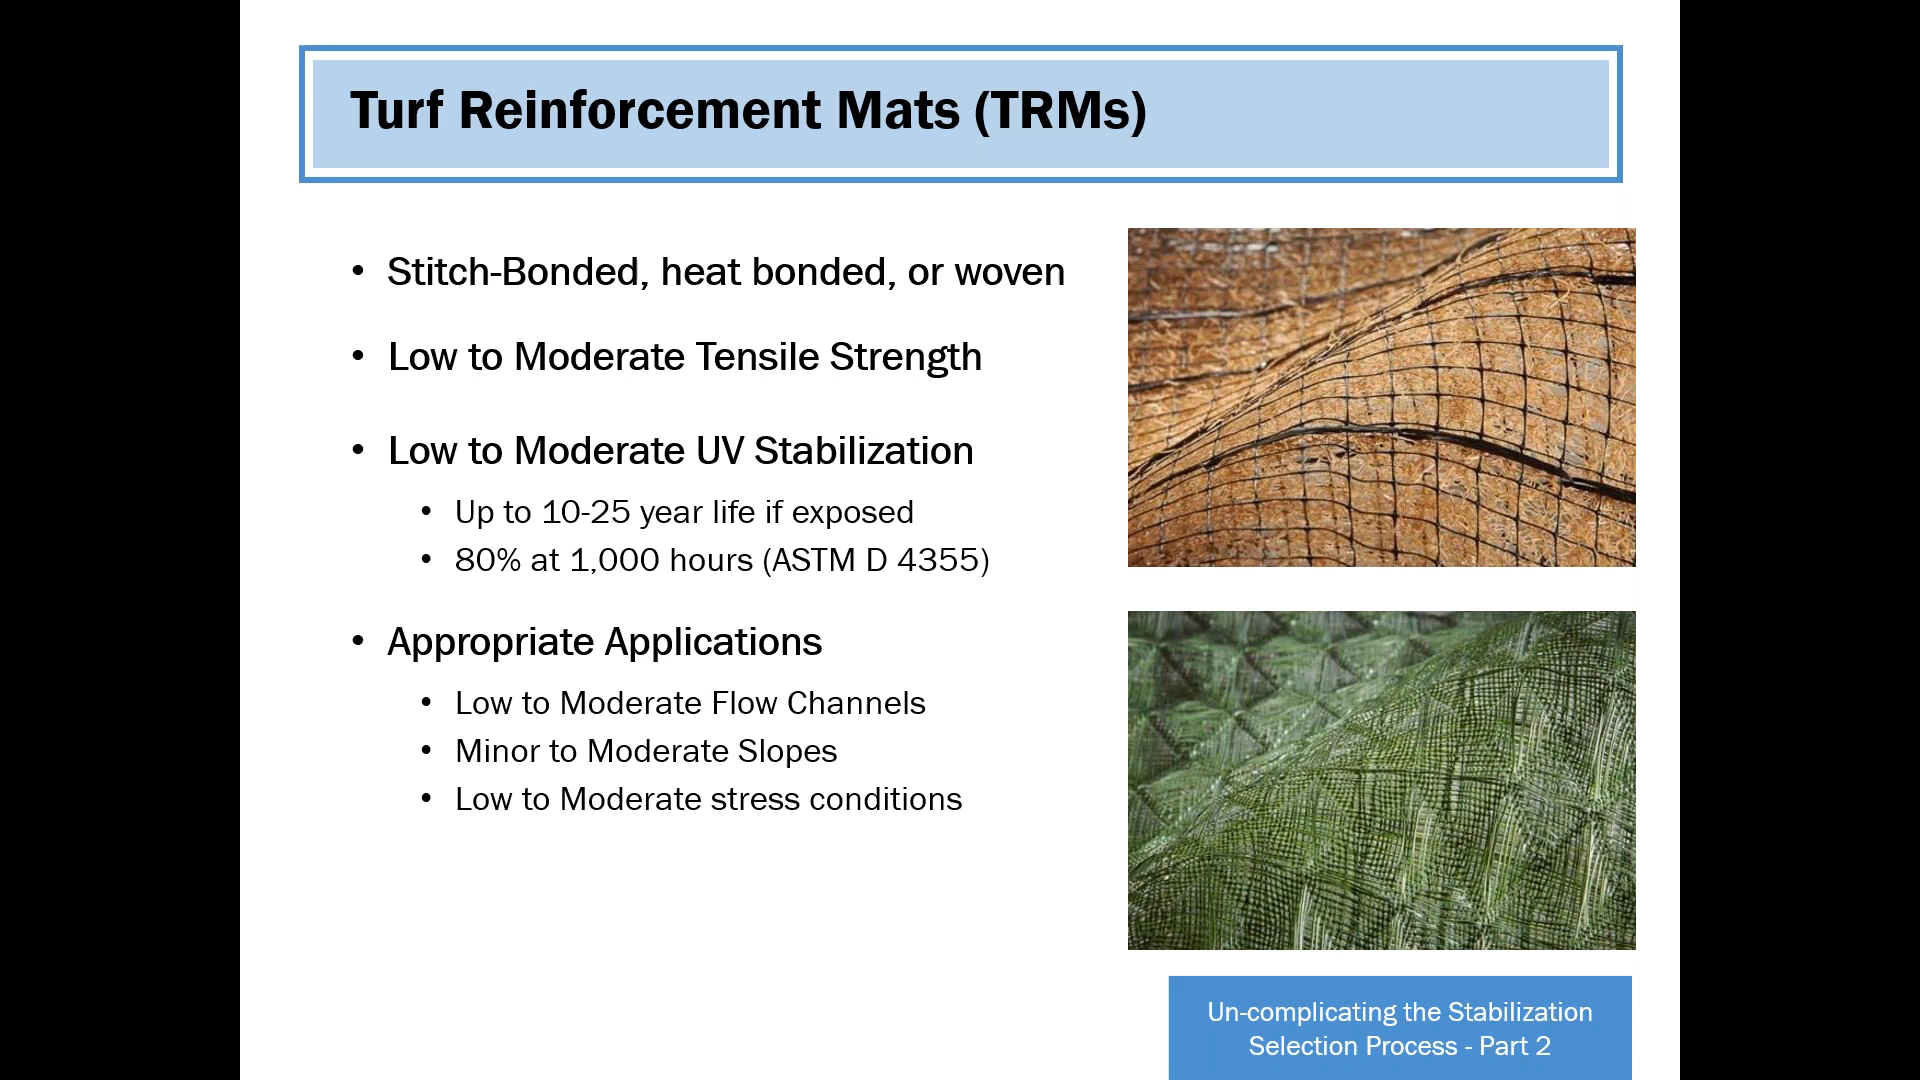 Turf Reinforcement Mats (TRMs)
• Stitch-Bonded, heat bonded, or woven
• Low to Moderate Tensile Strength
• Low to Moderate UV Stabilization
• Up to 10-25 year life if exposed
• 80% at 1,000 hours (ASTM D 4355)
• Appropriate Applications
• Low to Moderate Flow Channels
• Minor to Moderate Slopes
• Low to Moderate stress conditions
Un-complicating the Stabilization
Selection Process - Part 2